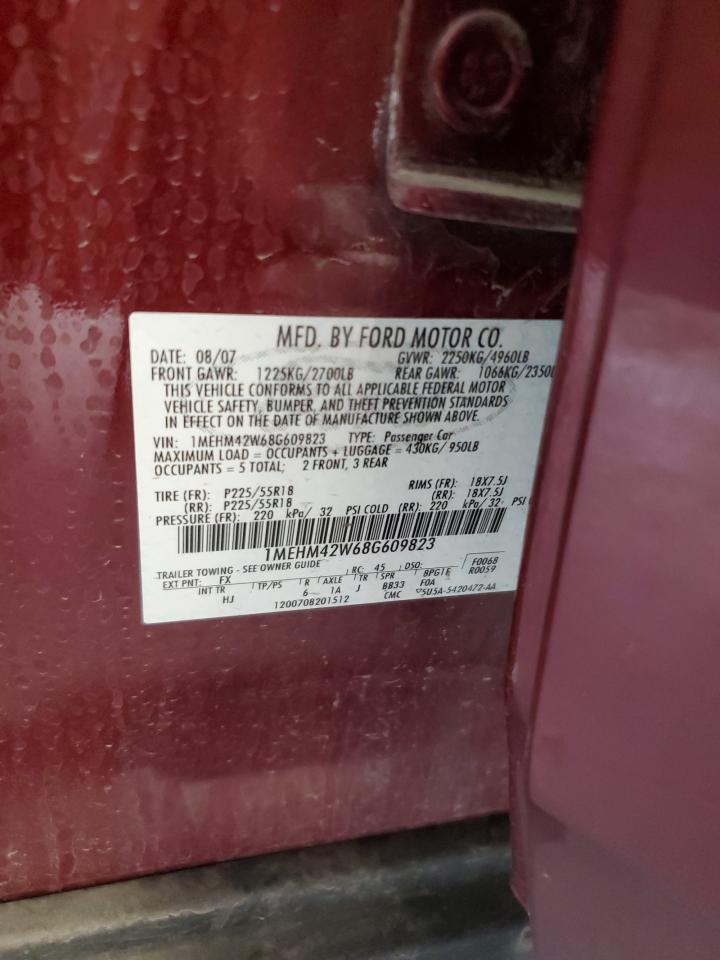 MFD. BY FORD MOTOR CO.
DATE: 08/07 GVWR: 2250KG/4960LB
FRONT GAWR: 1225KG/2700LB REAR GAWR: 1066KG/2350L
THIS VEHICLE CONFORMS TO ALL APPLICABLE FEDERAL MOTOR
VEHICLE SAFETY, BUMPER, AND THEFT PREVENTION STANDARDS
IN EFFECT ON THE DATE OF MANUFACTURE SHOWN ABOVE.
VIN: 1MEHM42W68G609823 TYPE: Passenger Car
MAXIMUM LOAD = OCCUPANTS + LUGGAGE = 430KG/ 950LB
OCCUPANTS = 5 TOTAL; 2 FRONT, 3 REAR
TIRE (FR): P225/55R18 RIMS (FR): 18X7.5J
(RR): P225/55R18 (RR): 18X7.5J
PRESSURE (FR): 220 kPa/ 32 PSI COLD (RR): 220 kPa/ 32 PSI
1MEHM42W68G609823
TRAILER TOWING - SEE OWNER GUIDE F0068
EXT PNT: FX RC: 45 DSO: R0059
INT TR TP/PS R AXLE TR SPR BPG1E
HJ 6 1A J BB33 F0A
120070B201512 CMC 5U5A-5420472-AA